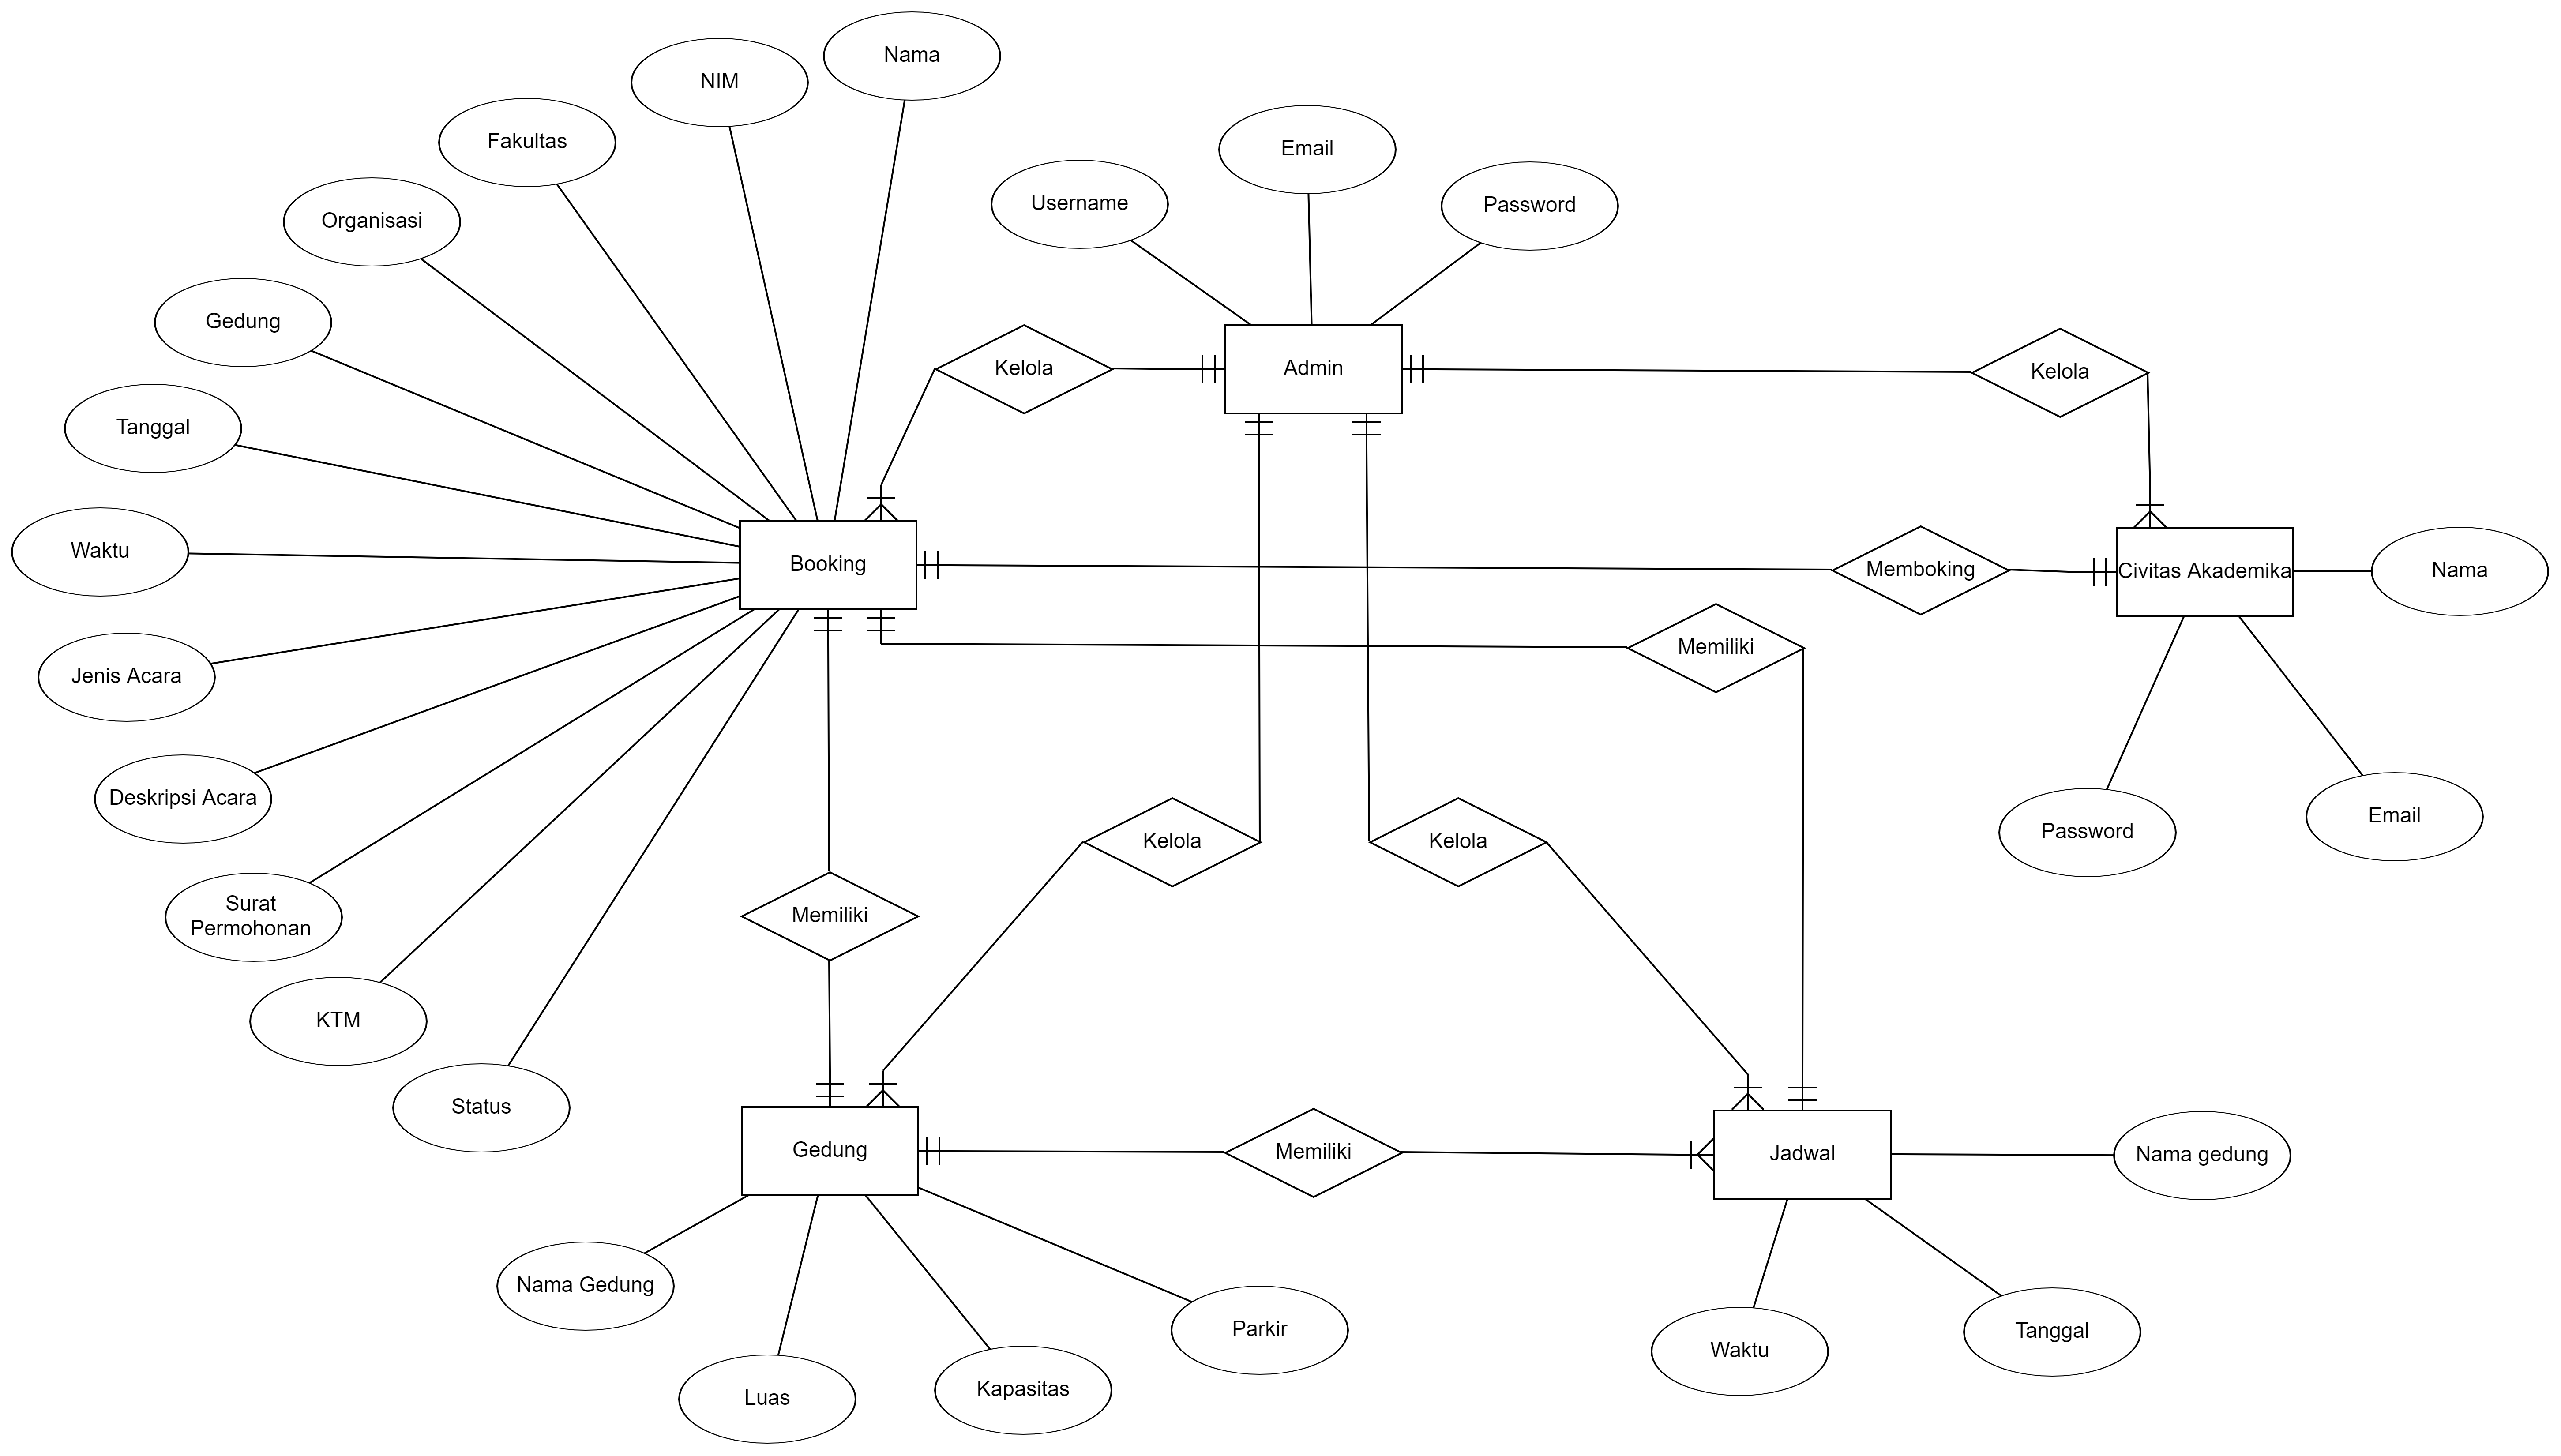 Nama
NIM
Fakultas
Email
Username
Password
Organisasi
Gedung
Kelola
Admin
Kelola
Tanggal
Waktu
Booking
Memboking
Civitas Akademika
Nama
Memiliki
Jenis Acara
Deskripsi Acara
Kelola
Kelola
Password
Email
Surat
Permohonan
Memiliki
KTM
Status
Gedung
Memiliki
Jadwal
Nama gedung
Nama Gedung
Parkir
Tanggal
Waktu
Luas
Kapasitas